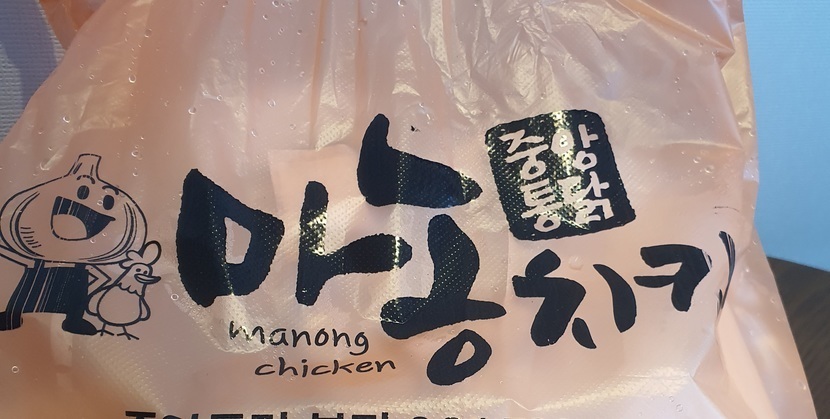 중앙
통닭
마농치킨
manong
chicken